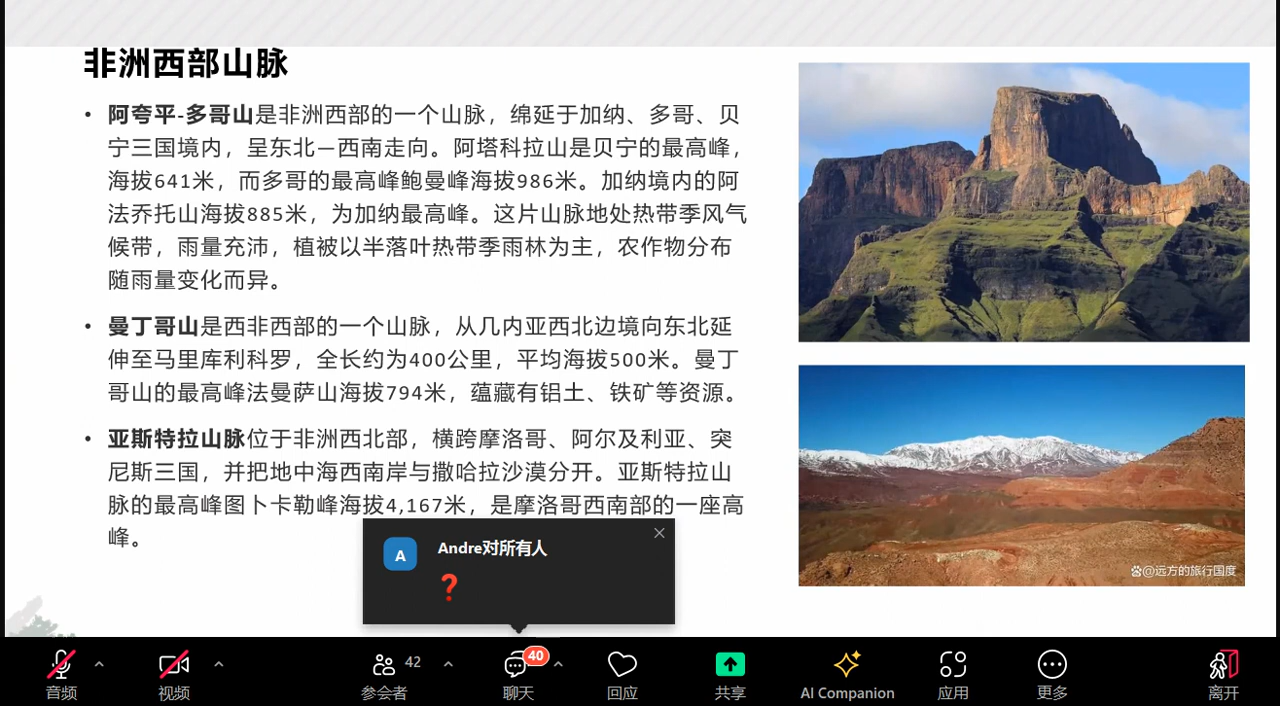 非洲西部山脉
• 阿夸平-多哥山是非洲西部的一个山脉，绵延于加纳、多哥、贝
宁三国境内，呈东北—西南走向。阿塔科拉山是贝宁的最高峰，
海拔641米，而多哥的最高峰鲍曼峰海拔986米。加纳境内的阿
法乔托山海拔885米，为加纳最高峰。这片山脉地处热带季风气
候带，雨量充沛，植被以半落叶热带季雨林为主，农作物分布
随雨量变化而异。
• 曼丁哥山是西非西部的一个山脉，从几内亚西北边境向东北延
伸至马里库利科罗，全长约为400公里，平均海拔500米。曼丁
哥山的最高峰法曼萨山海拔794米，蕴藏有铝土、铁矿等资源。
• 亚斯特拉山脉位于非洲西北部，横跨摩洛哥、阿尔及利亚、突
尼斯三国，并把地中海西南岸与撒哈拉沙漠分开。亚斯特拉山
脉的最高峰图卜卡勒峰海拔4,167米，是摩洛哥西南部的一座高
峰。
@远方的旅行国度
A
Andre对所有人
❓
42
40
音频
视频
参会者
聊天
回应
共享
AI Companion
应用
更多
离开